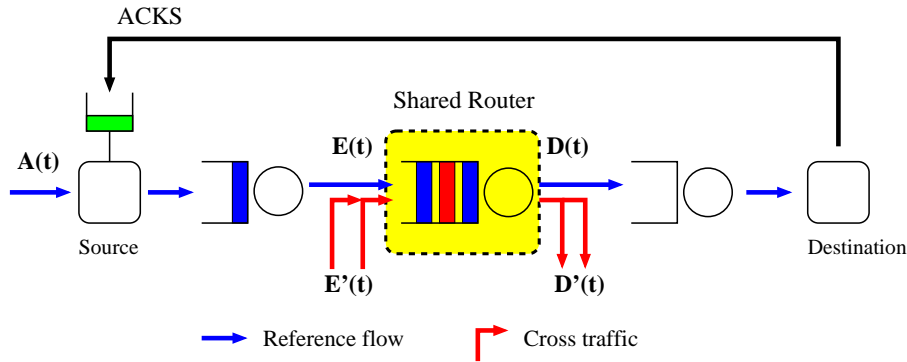 ACKS
Shared Router
A(t)
E(t)
D(t)
Source
Destination
E’(t)
D’(t)
Reference flow
Cross traffic